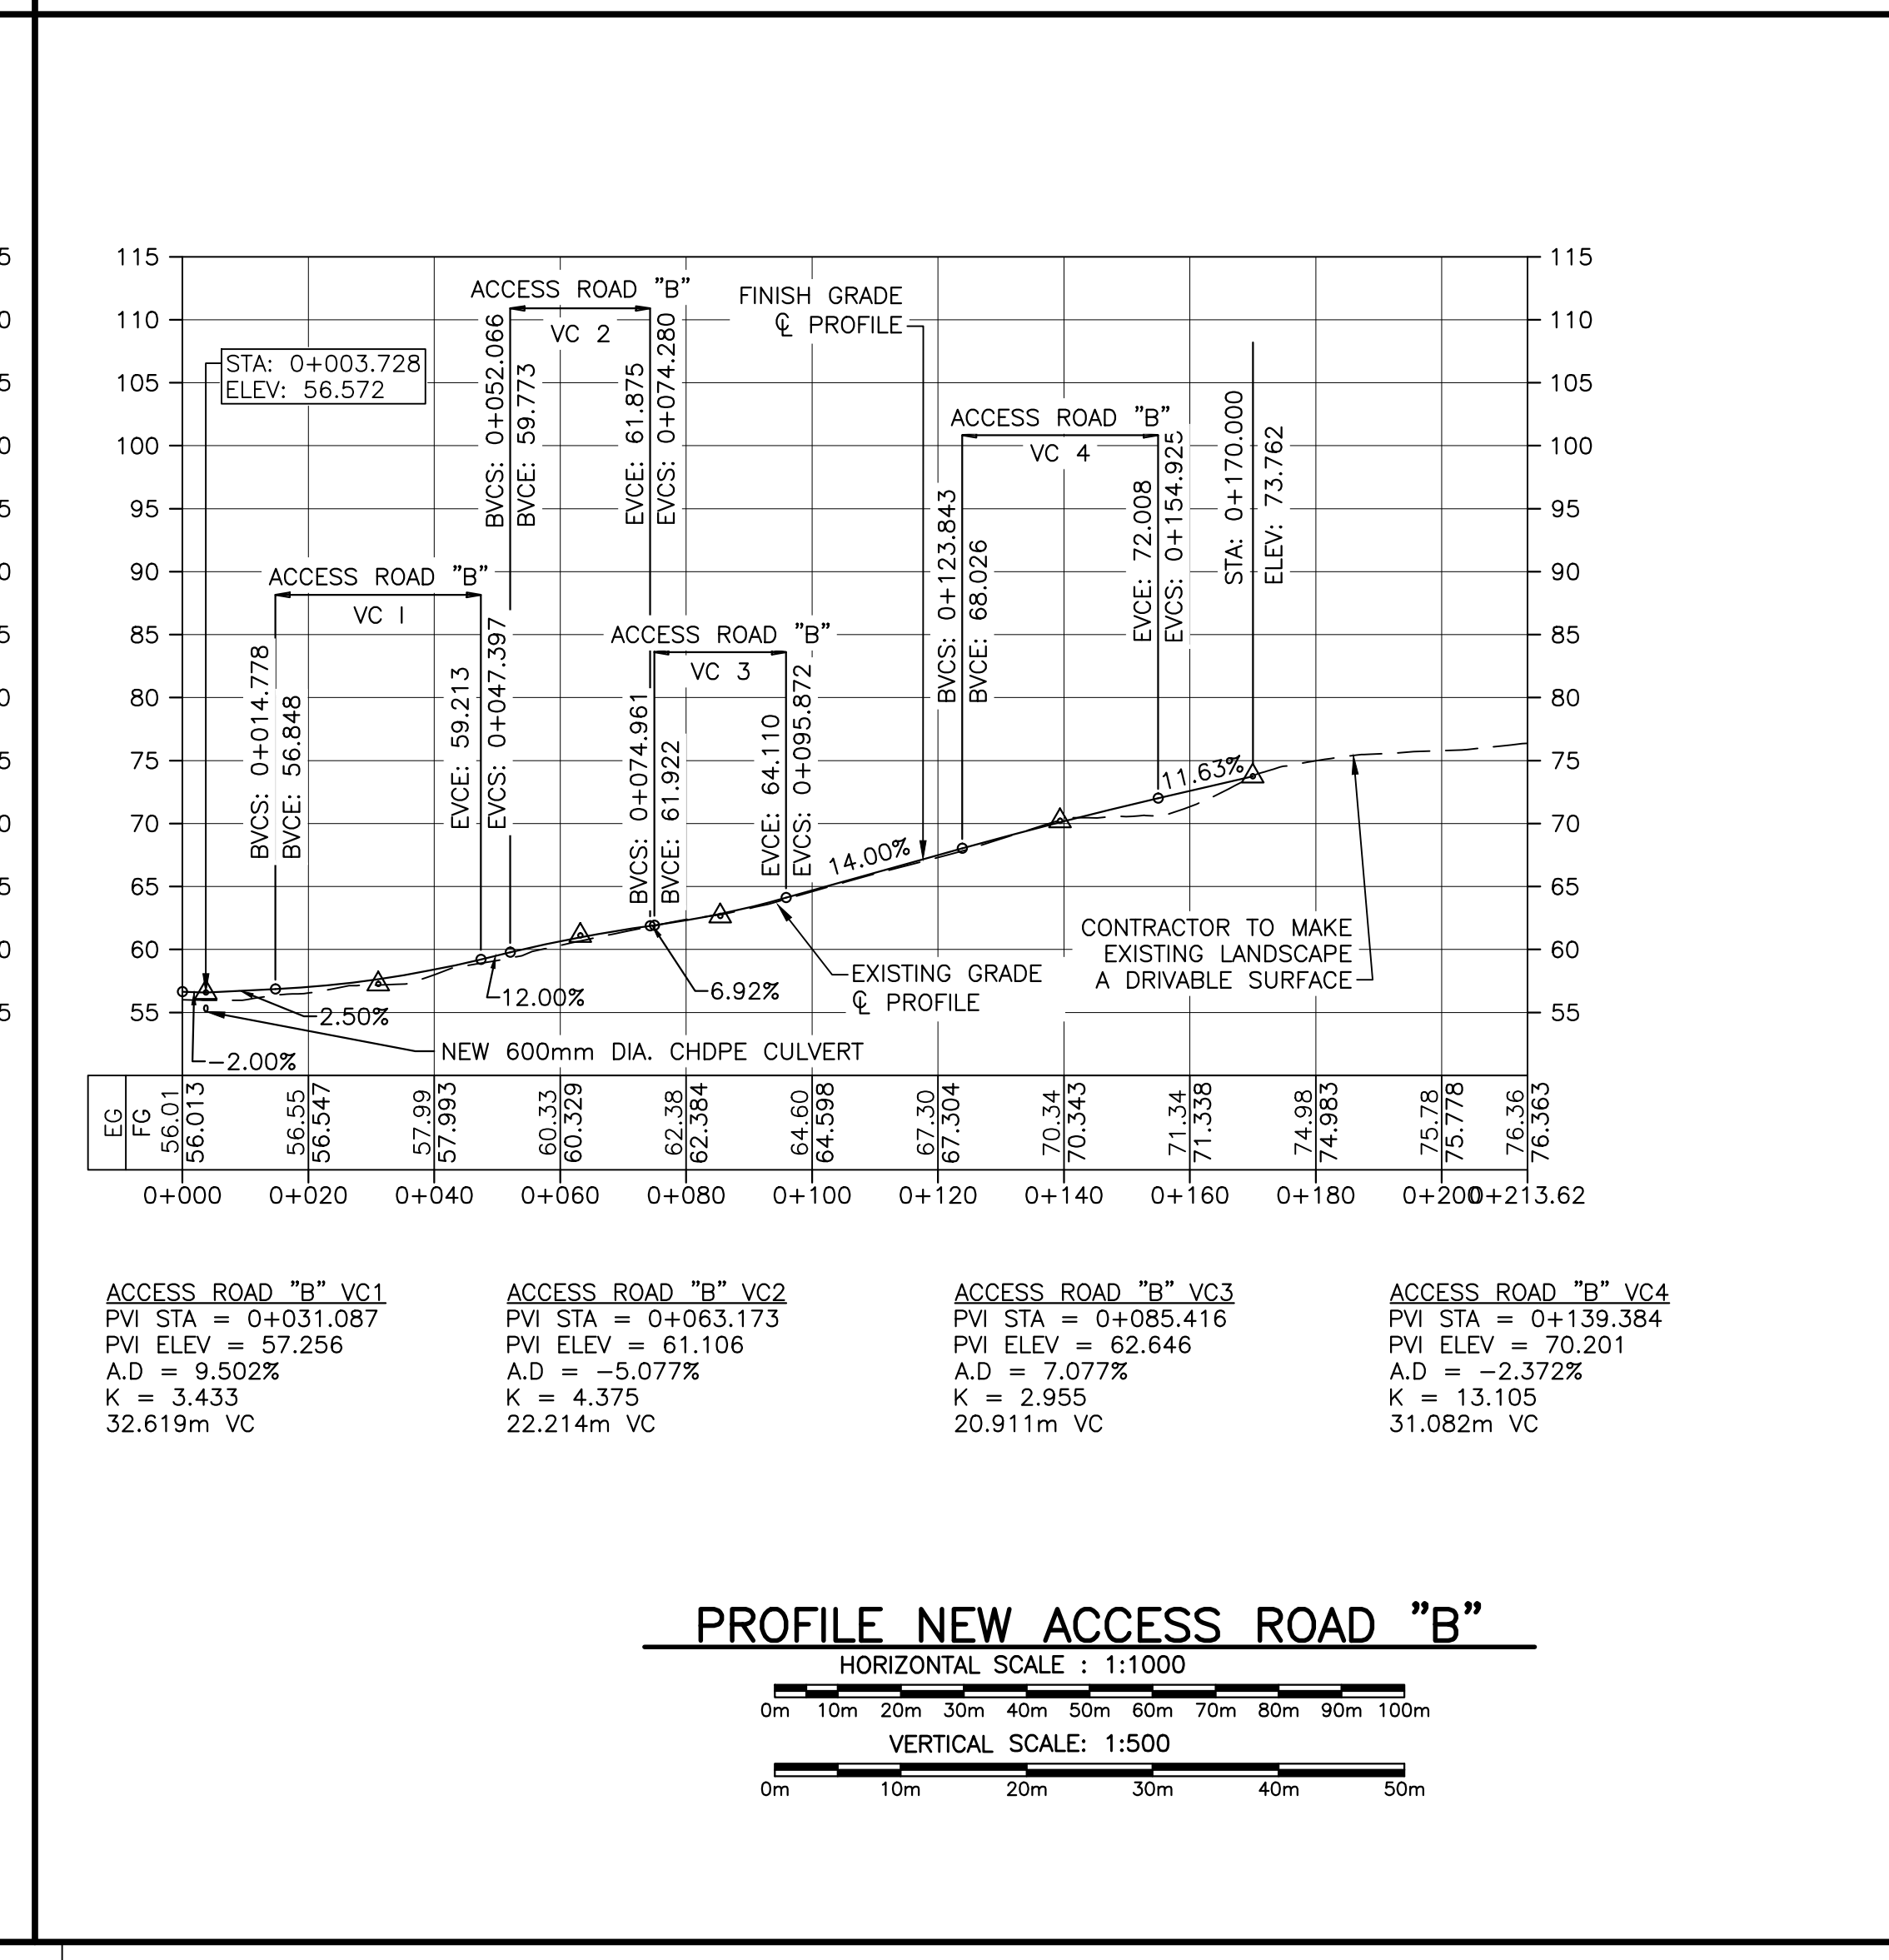 115
110
105
100
95
90
85
80
75
70
65
60
55
115
110
105
100
95
90
85
80
75
70
65
60
55
STA: 0+003.728
ELEV: 56.572
ACCESS ROAD "B"
VC 1
BVCS: 0+014.778
BVCE: 56.848
EVCE: 59.213
EVCS: 0+047.397
ACCESS ROAD "B"
VC 2
BVCS: 0+052.066
BVCE: 59.773
EVCE: 61.875
EVCS: 0+074.280
ACCESS ROAD "B"
VC 3
BVCS: 0+074.961
BVCE: 61.922
EVCE: 64.110
EVCS: 0+095.872
FINISH GRADE
℄ PROFILE
ACCESS ROAD "B"
VC 4
BVCS: 0+123.843
BVCE: 68.026
EVCE: 72.008
EVCS: 0+154.925
STA: 0+170.000
ELEV: 73.762
-2.00%
2.50%
12.00%
6.92%
14.00%
11.63%
NEW 600mm DIA. CHDPE CULVERT
EXISTING GRADE
℄ PROFILE
CONTRACTOR TO MAKE
EXISTING LANDSCAPE
A DRIVABLE SURFACE
EG
FG
56.01
56.013
56.55
56.547
57.99
57.993
60.33
60.329
62.38
62.384
64.60
64.598
67.30
67.304
70.34
70.343
71.34
71.338
74.98
74.983
75.78
75.778
76.36
76.363
0+000 0+020 0+040 0+060 0+080 0+100 0+120 0+140 0+160 0+180 0+200 0+213.62
ACCESS ROAD "B" VC1
PVI STA = 0+031.087
PVI ELEV = 57.256
A.D = 9.502%
K = 3.433
32.619m VC
ACCESS ROAD "B" VC2
PVI STA = 0+063.173
PVI ELEV = 61.106
A.D = -5.077%
K = 4.375
22.214m VC
ACCESS ROAD "B" VC3
PVI STA = 0+085.416
PVI ELEV = 62.646
A.D = 7.077%
K = 2.955
20.911m VC
ACCESS ROAD "B" VC4
PVI STA = 0+139.384
PVI ELEV = 70.201
A.D = -2.372%
K = 13.105
31.082m VC
PROFILE NEW ACCESS ROAD "B"
HORIZONTAL SCALE : 1:1000
0m 10m 20m 30m 40m 50m 60m 70m 80m 90m 100m
VERTICAL SCALE: 1:500
0m 10m 20m 30m 40m 50m